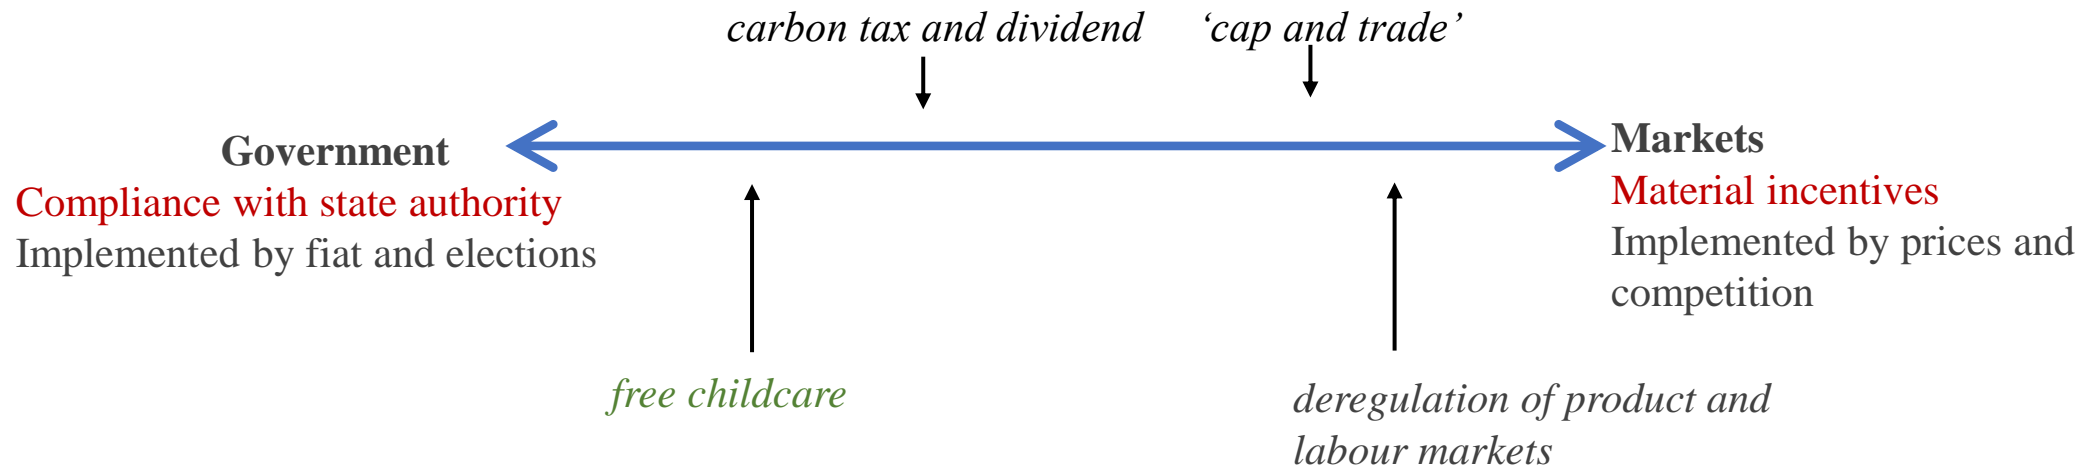 carbon tax and dividend
‘cap and trade’
Government
Compliance with state authority
Implemented by fiat and elections
Markets
Material incentives
Implemented by prices and
competition
free childcare
deregulation of product and
labour markets